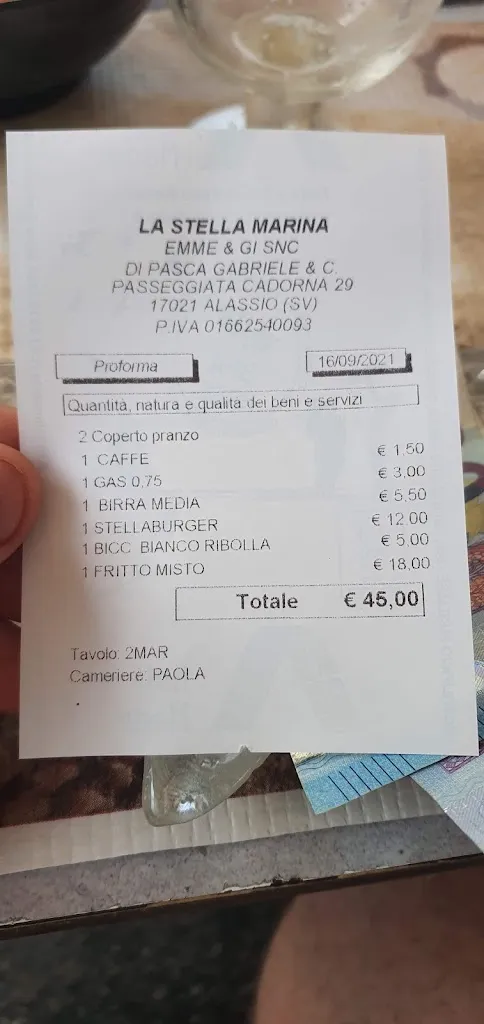 LA STELLA MARINA
EMME & GI SNC
DI PASCA GABRIELE & C.
PASSEGGIATA CADORNA 29
17021 ALASSIO (SV)
P.IVA 01662540093
Proforma 16/09/2021
Quantità, natura e qualità dei beni e servizi
2 Coperto pranzo
1 CAFFE € 1,50
1 GAS 0,75 € 3,00
1 BIRRA MEDIA € 5,50
1 STELLABURGER € 12,00
1 BICC BIANCO RIBOLLA € 5,00
1 FRITTO MISTO € 18,00
Totale € 45,00
Tavolo: 2MAR
Cameriere: PAOLA